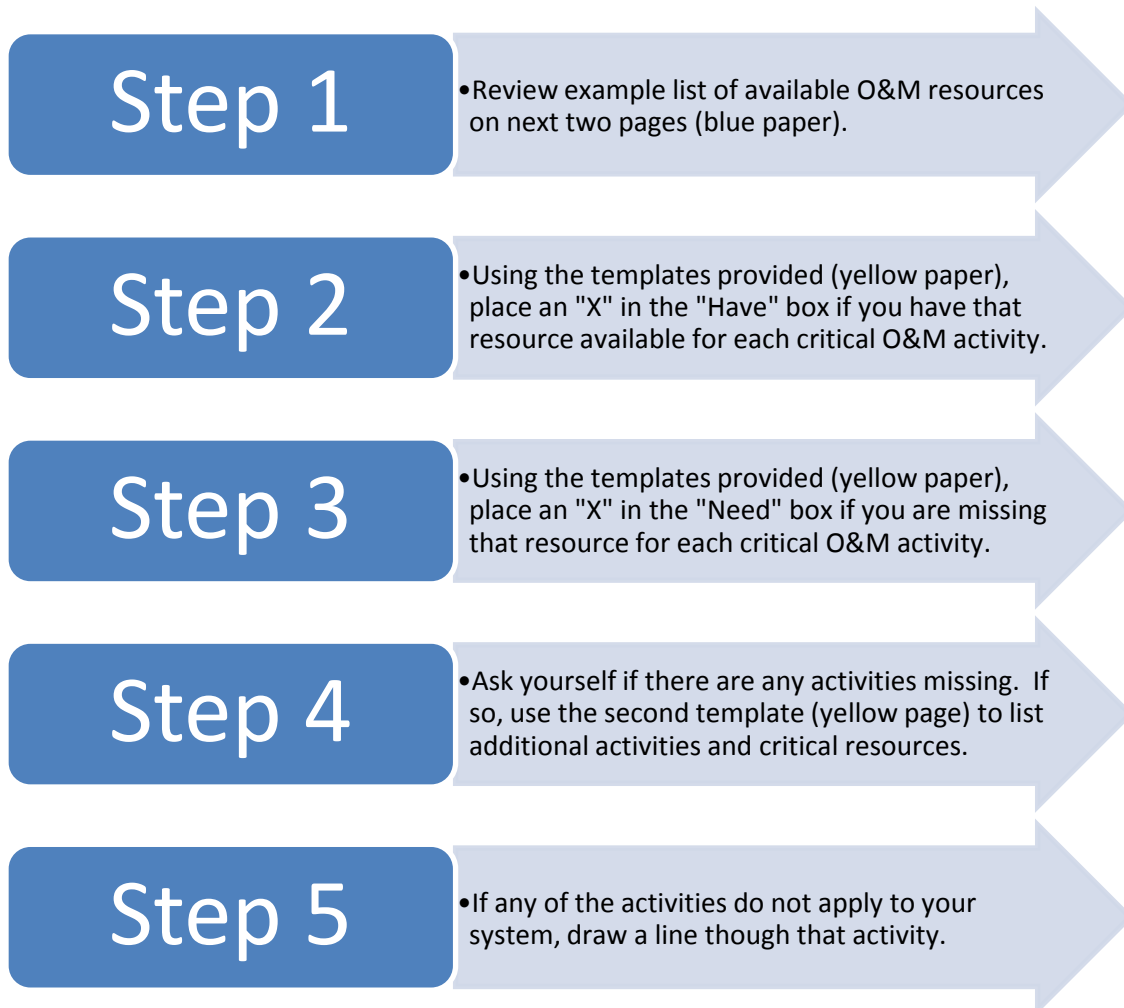 Step 1
•Review example list of available O&M resources
on next two pages (blue paper).
Step 2
•Using the templates provided (yellow paper),
place an "X" in the "Have" box if you have that
resource available for each critical O&M activity.
Step 3
•Using the templates provided (yellow paper),
place an "X" in the "Need" box if you are missing
that resource for each critical O&M activity.
Step 4
•Ask yourself if there are any activities missing.  If
so, use the second template (yellow page) to list
additional activities and critical resources.
Step 5
•If any of the activities do not apply to your
system, draw a line though that activity.